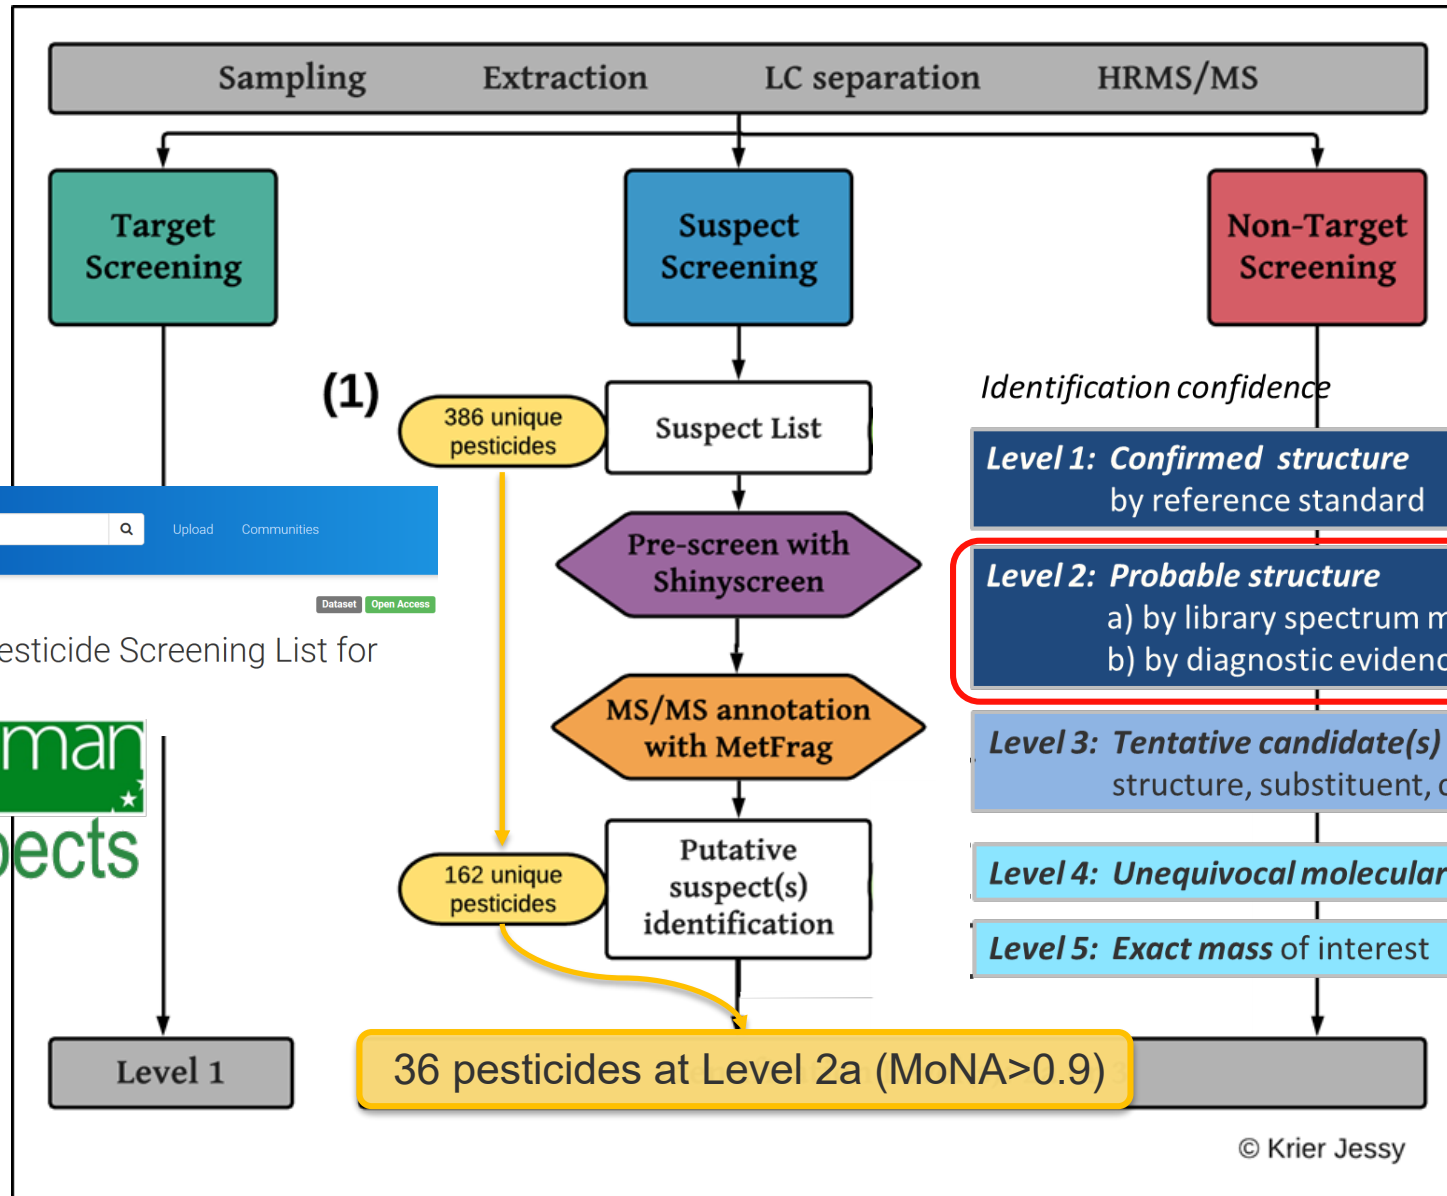 Sampling Extraction LC separation HRMS/MS
Target
Screening
Suspect
Screening
Non-Target
Screening
(1)
386 unique
pesticides
Suspect List
Identification confidence
Level 1: Confirmed structure
by reference standard
Upload Communities
Dataset Open Access
esticide Screening List for
Pre-screen with
Shinyscreen
Level 2: Probable structure
a) by library spectrum m
b) by diagnostic evidenc
man
pects
MS/MS annotation
with MetFrag
Level 3: Tentative candidate(s)
structure, substituent, c
162 unique
pesticides
Putative
suspect(s)
identification
Level 4: Unequivocal molecular
Level 5: Exact mass of interest
Level 1
36 pesticides at Level 2a (MoNA>0.9)
© Krier Jessy